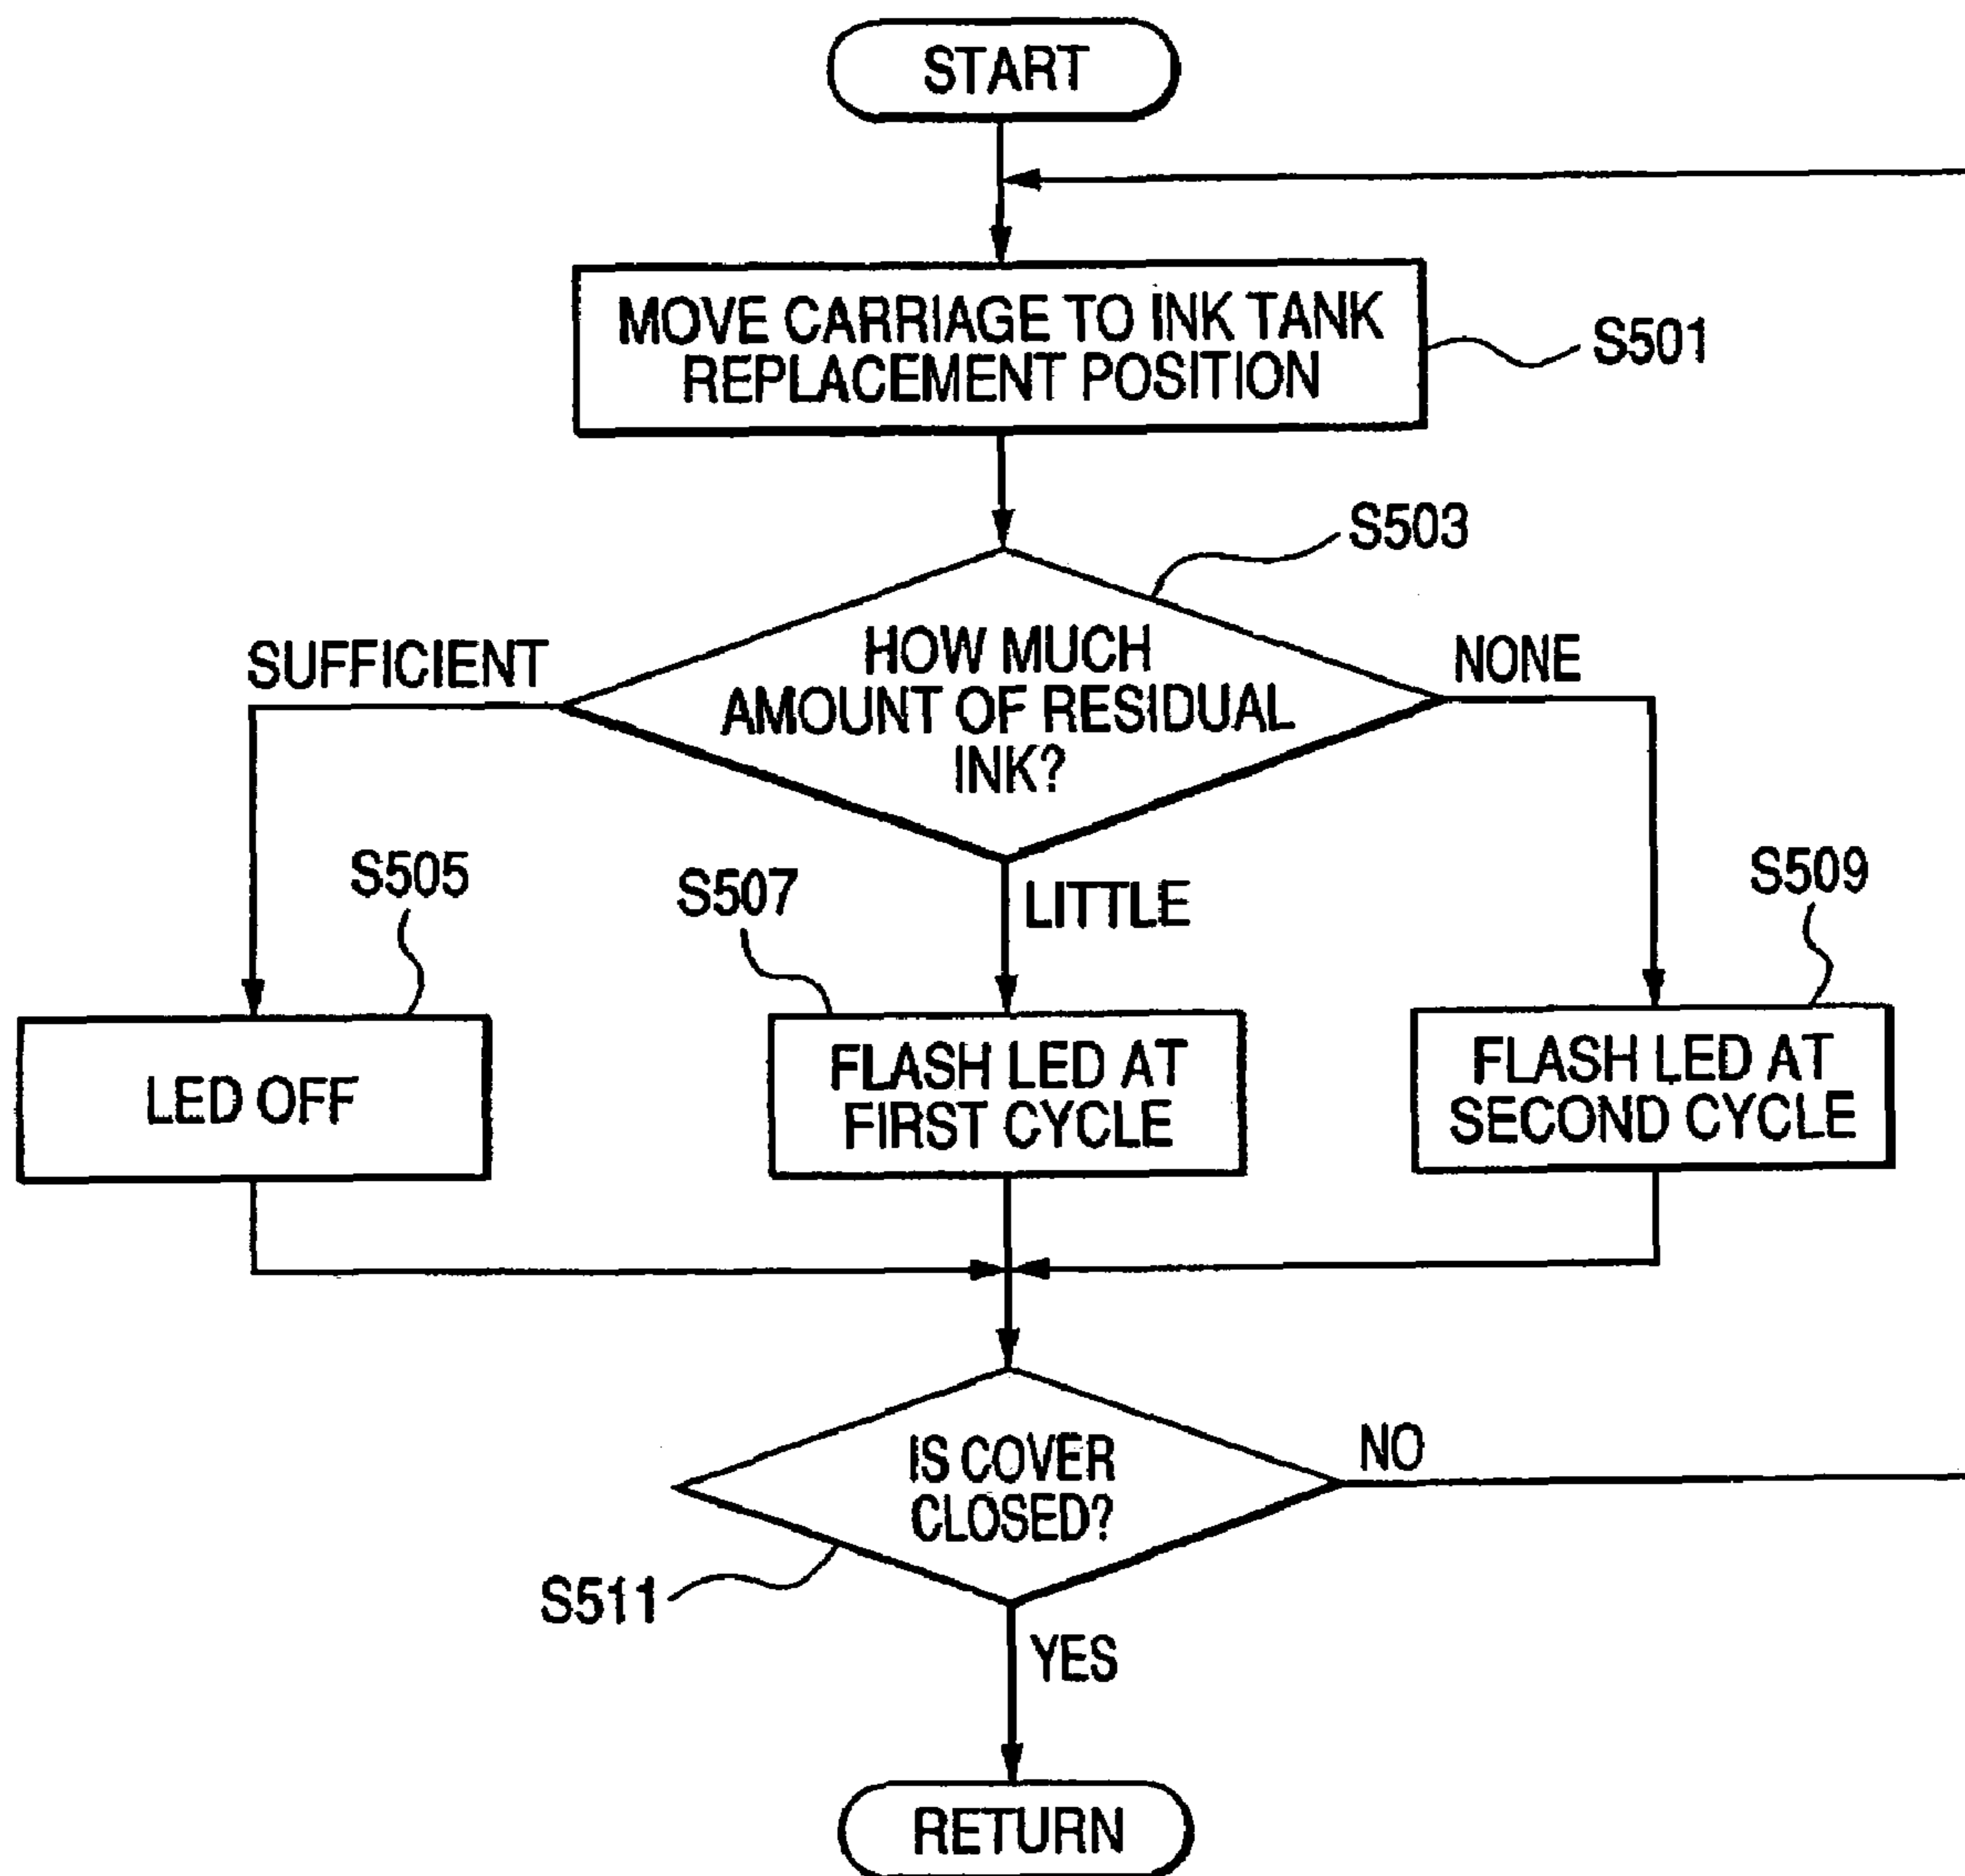 START
MOVE CARRIAGE TO INK TANK
REPLACEMENT POSITION
S501
S503
HOW MUCH
AMOUNT OF RESIDUAL
INK?
SUFFICIENT
NONE
LITTLE
S505
S507
S509
LED OFF
FLASH LED AT
FIRST CYCLE
FLASH LED AT
SECOND CYCLE
IS COVER
CLOSED?
NO
S511
YES
RETURN